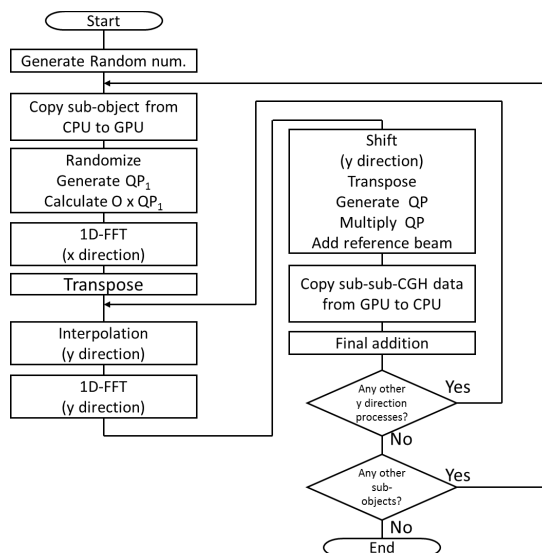 Start
Generate Random num.
Copy sub-object from
CPU to GPU
Randomize
Generate QP₁
Calculate O x QP₁
1D-FFT
(x direction)
Transpose
Interpolation
(y direction)
1D-FFT
(y direction)
Shift
(y direction)
Transpose
Generate QP
Multiply QP
Add reference beam
Copy sub-sub-CGH data
from GPU to CPU
Final addition
Any other
y direction
processes?
Yes
No
Any other
sub-
objects?
Yes
No
End